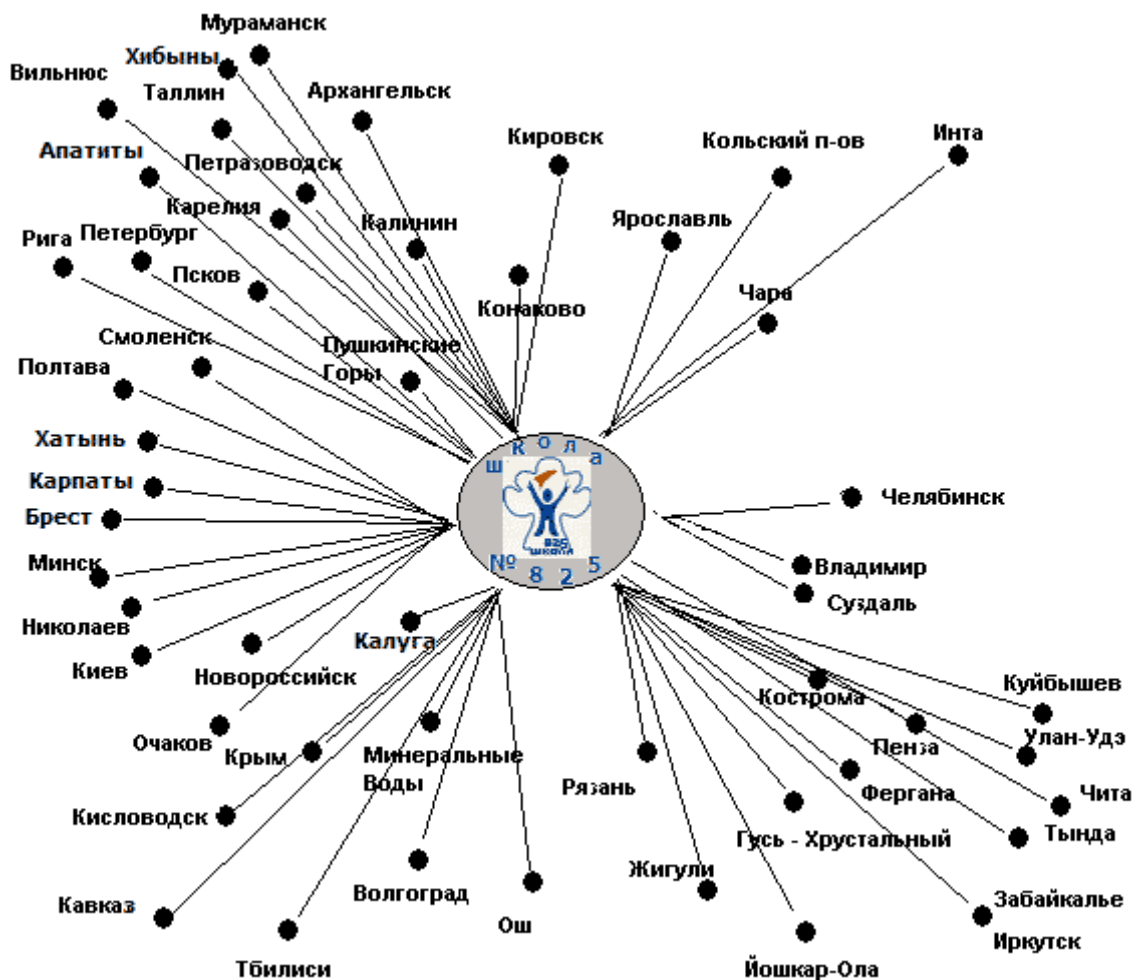 Мураманск
Хибыны
Вильнюс
Таллин
Архангельск
Кировск
Кольский п-ов
Инта
Апатиты
Петразоводск
Карелия
Калинин
Ярославль
Рига
Петербург
Псков
Конаково
Чара
Смоленск
Пушкинские
Горы
Полтава
Хатынь
школа
Карпаты
Челябинск
Брест
825
школа
№ 825
Минск
Владимир
Суздаль
Николаев
Калуга
Киев
Новороссийск
Кострома
Куйбышев
Очаков
Крым
Минеральные
Воды
Рязань
Пенза
Улан-Удэ
Фергана
Чита
Кисловодск
Гусь - Хрустальный
Тында
Жигули
Кавказ
Волгоград
Ош
Забайкалье
Иркутск
Тбилиси
Йошкар-Ола